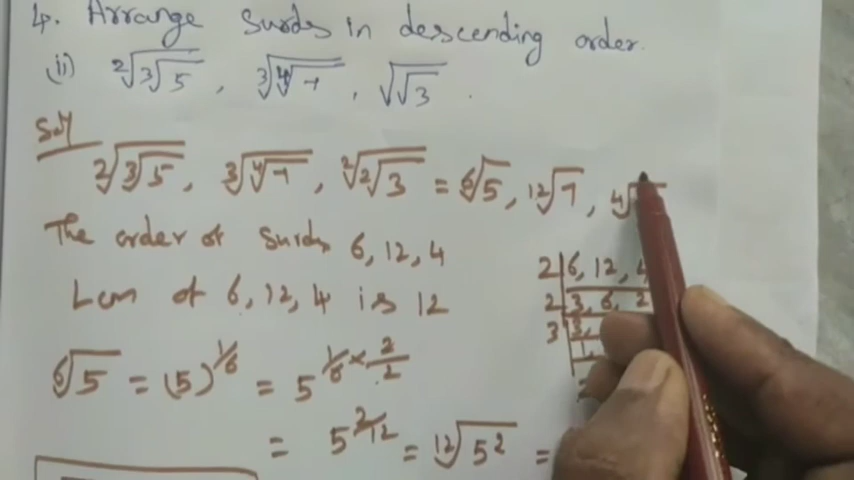 4. Arrange surds in descending order.
(ii) ²√³√5 , ³√⁴√7 , √√3 .
Sol
²√³√5, ³√⁴√7, ²√²√3 = ⁶√5, ¹²√7, ⁴√
The order of surds 6, 12, 4
2 | 6, 12, 4
Lcm of 6, 12, 4 is 12
2 | 3, 6, 2
3 | 3,
1,
⁶√5 = (5)^1/6 = 5^1/6 × 2/2
= 5^2/12 = ¹²√5² =